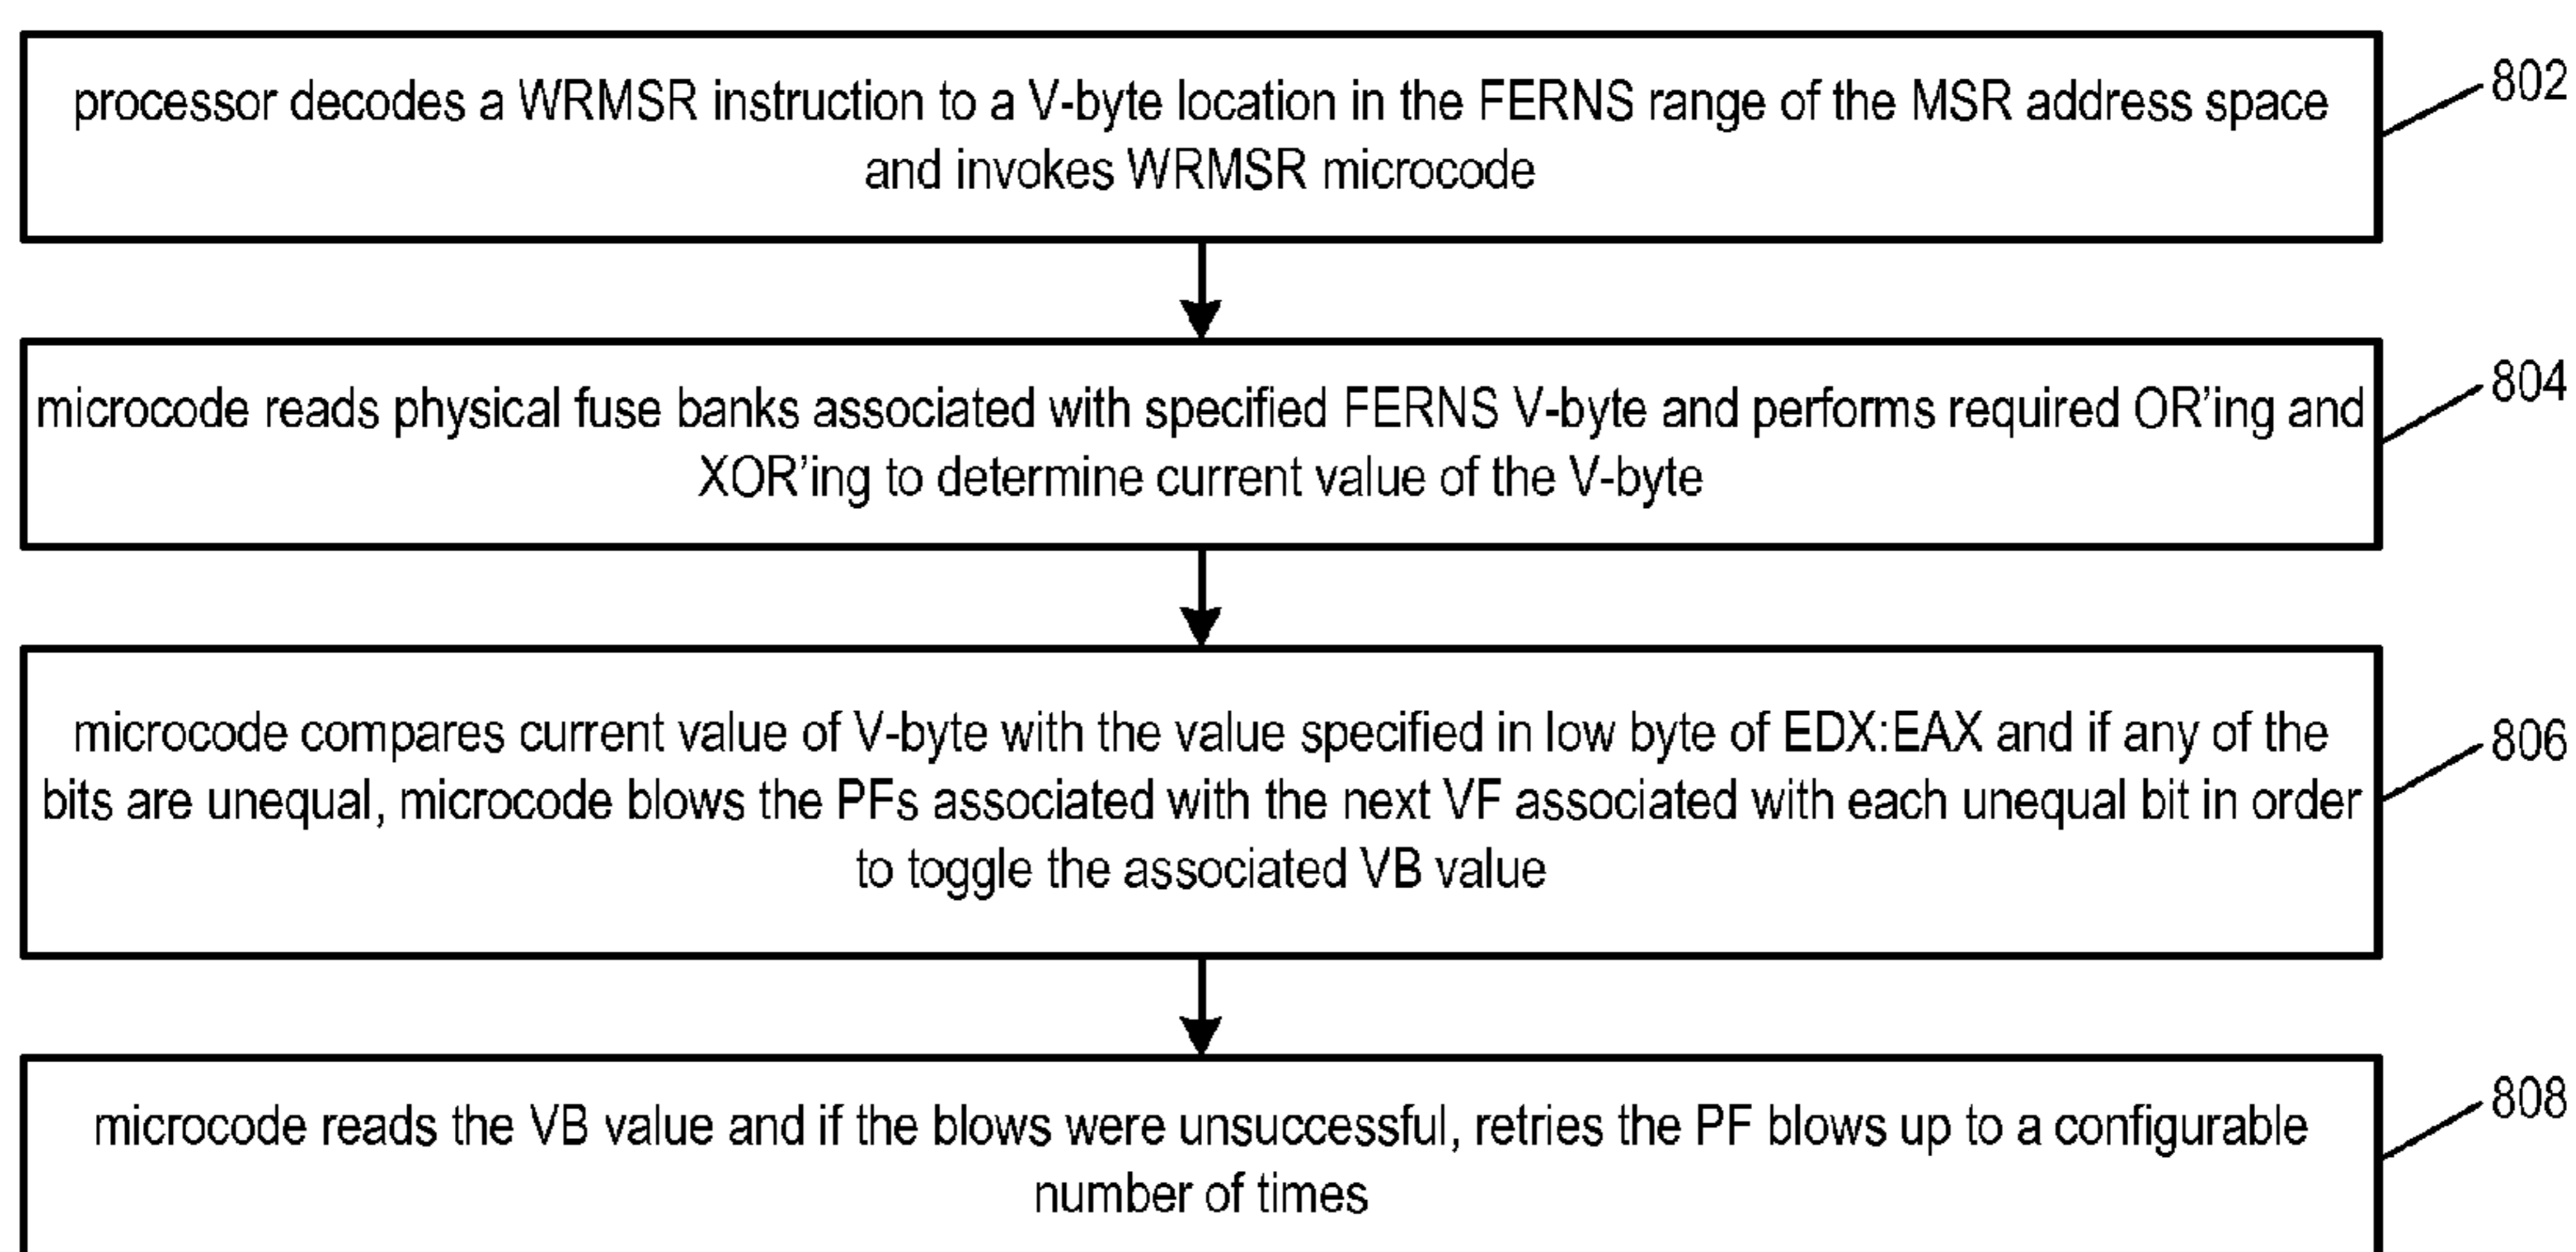 processor decodes a WRMSR instruction to a V-byte location in the FERNS range of the MSR address space
and invokes WRMSR microcode
802
microcode reads physical fuse banks associated with specified FERNS V-byte and performs required OR'ing and
XOR'ing to determine current value of the V-byte
804
microcode compares current value of V-byte with the value specified in low byte of EDX:EAX and if any of the
bits are unequal, microcode blows the PFs associated with the next VF associated with each unequal bit in order
to toggle the associated VB value
806
microcode reads the VB value and if the blows were unsuccessful, retries the PF blows up to a configurable
number of times
808